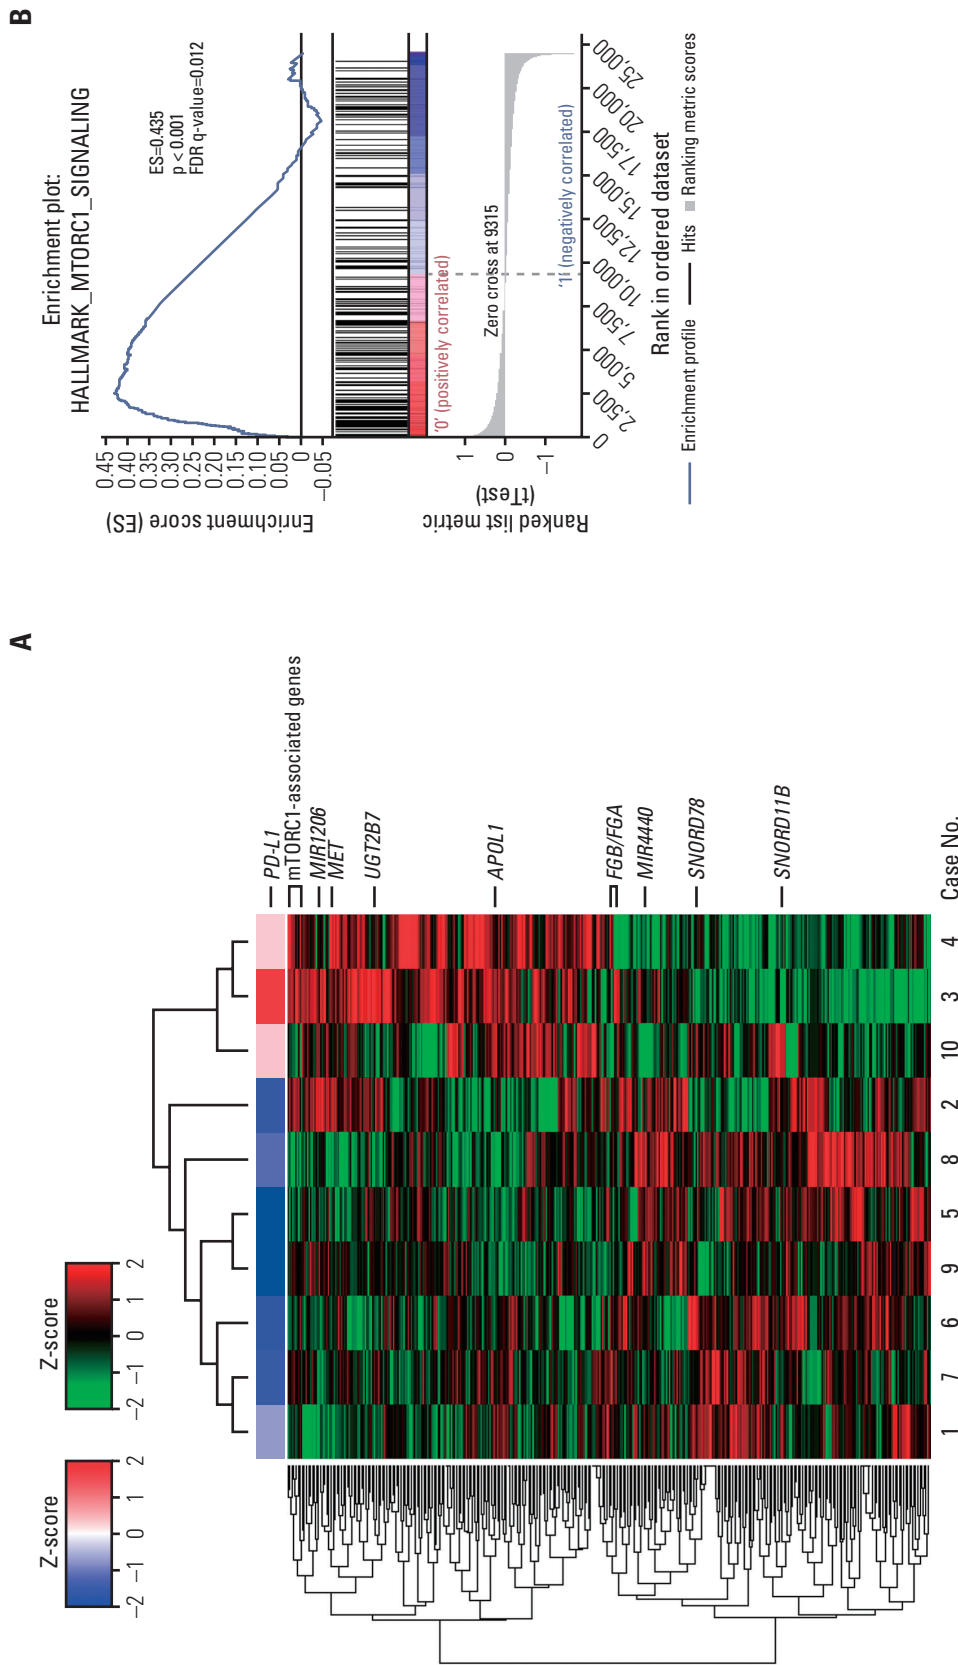 A
Z-score
−2 −1 0 1 2
Z-score
−2 −1 0 1 2
PD-L1
mTORC1-associated genes
MIR1206
MET
UGT2B7
APOL1
FGB/FGA
MIR4440
SNORD78
SNORD11B
1 7 6 9 5 8 2 10 3 4 Case No.
B
Enrichment plot:
HALLMARK_MTORC1_SIGNALING
Enrichment score (ES)
0.45
0.40
0.35
0.30
0.25
0.20
0.15
0.10
0.05
0
−0.05
ES=0.435
p < 0.001
FDR q-value=0.012
'0' (positively correlated)
Ranked list metric
(tTest)
1
0
−1
Zero cross at 9315
'1' (negatively correlated)
0 2,500 5,000 7,500 10,000 12,500 15,000 17,500 20,000 25,000
Rank in ordered dataset
Enrichment profile Hits Ranking metric scores